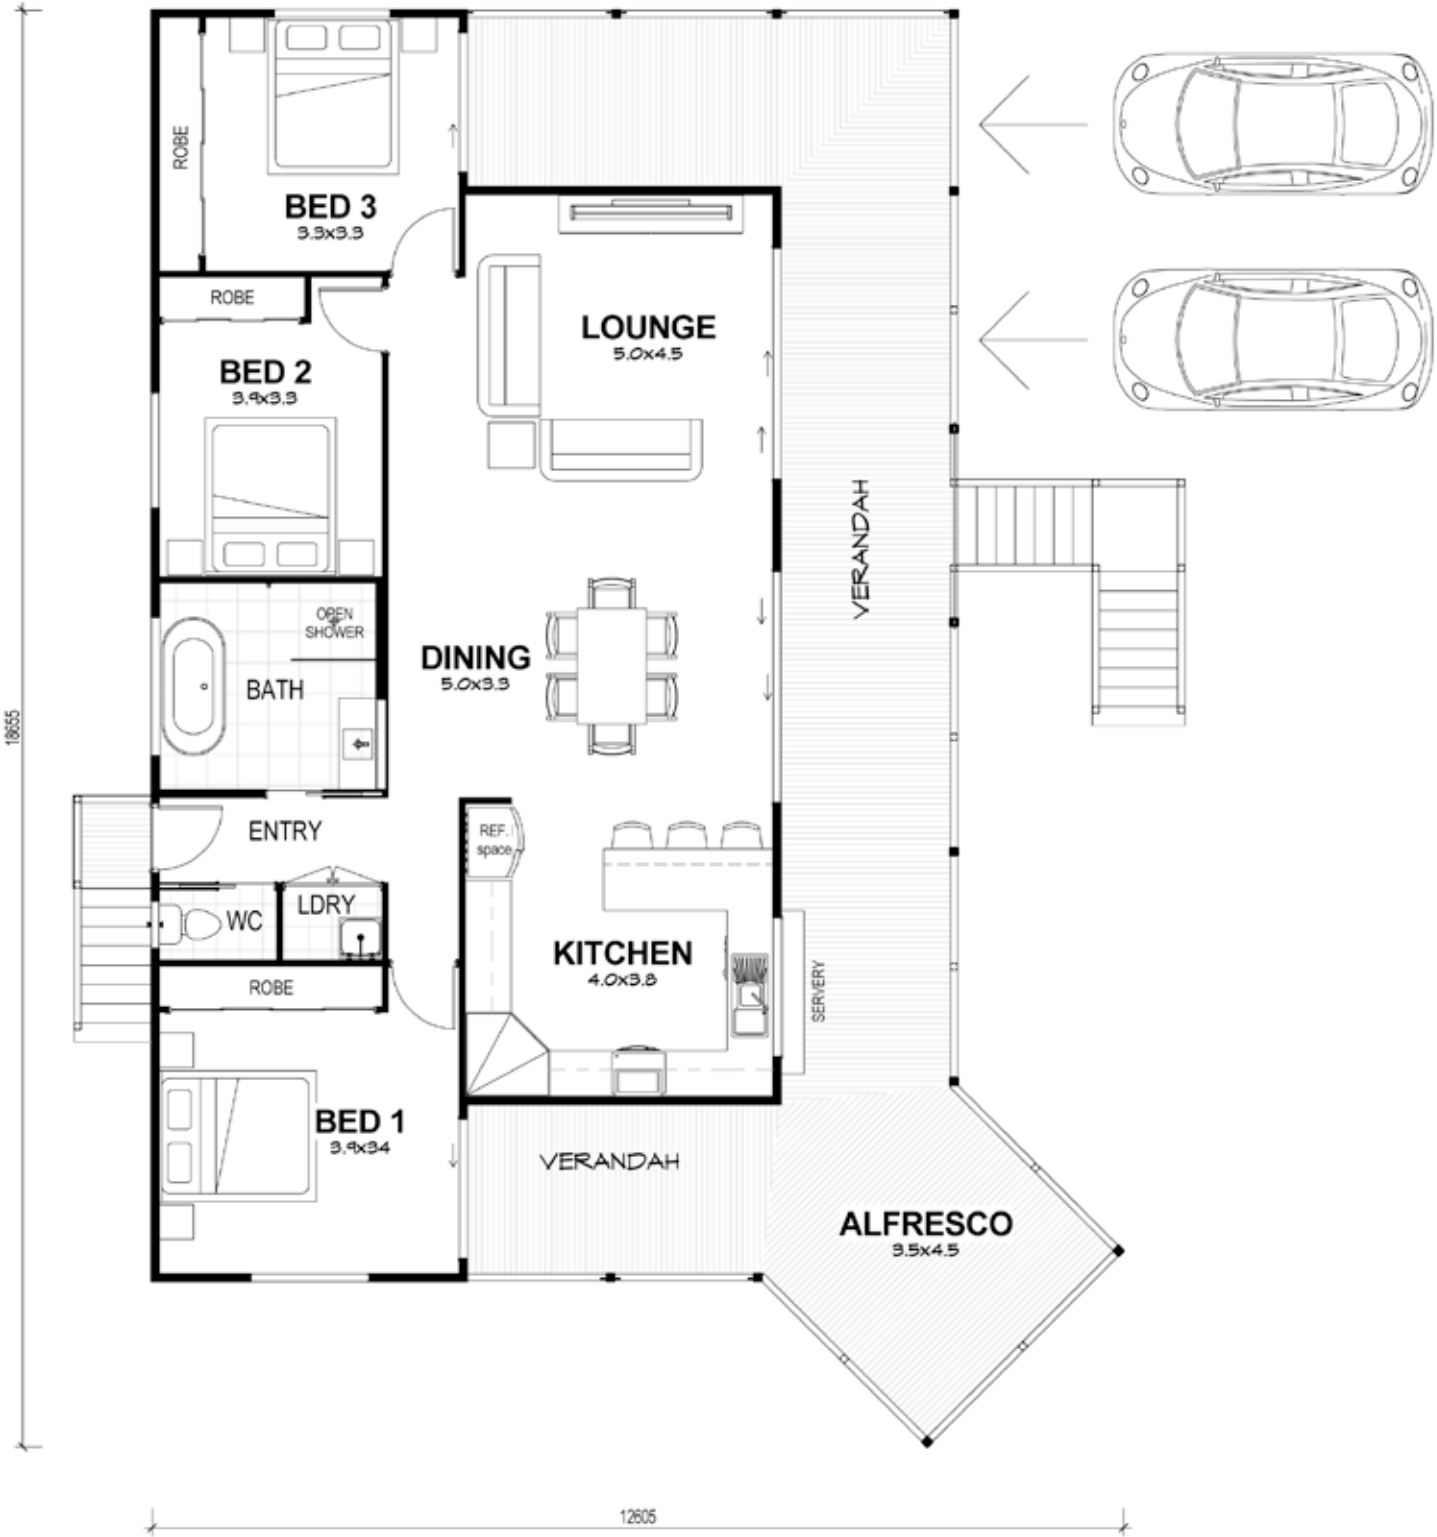 ROBE
BED 3
3.3x3.3
ROBE
BED 2
3.9x3.3
LOUNGE
5.0x4.5
VERANDAH
OPEN
SHOWER
BATH
DINING
5.0x3.3
18655
ENTRY
REF.
space
WC
LDRY
KITCHEN
4.0x3.8
SERVERY
ROBE
BED 1
3.9x34
VERANDAH
ALFRESCO
3.5x4.5
12605